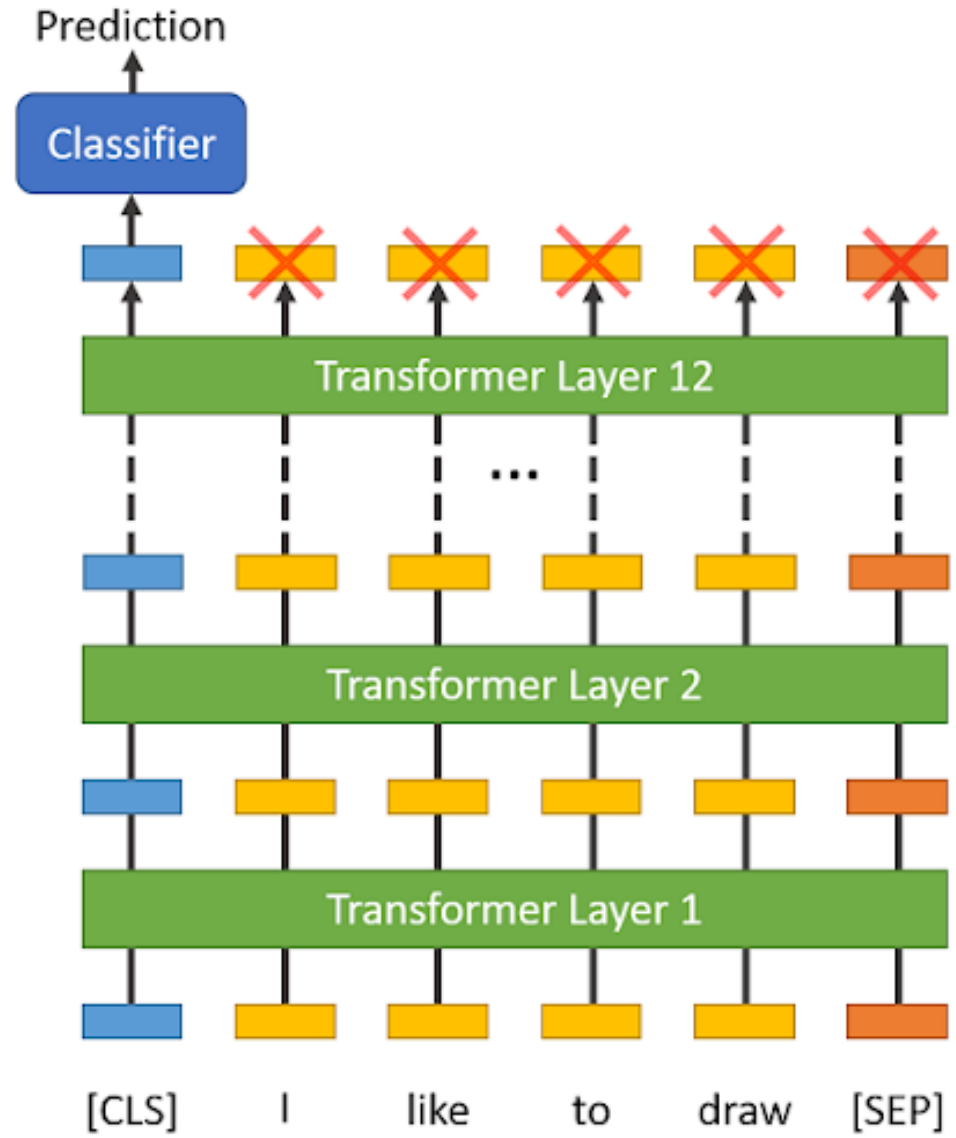 Prediction
Classifier
Transformer Layer 12
...
Transformer Layer 2
Transformer Layer 1
[CLS] I like to draw [SEP]